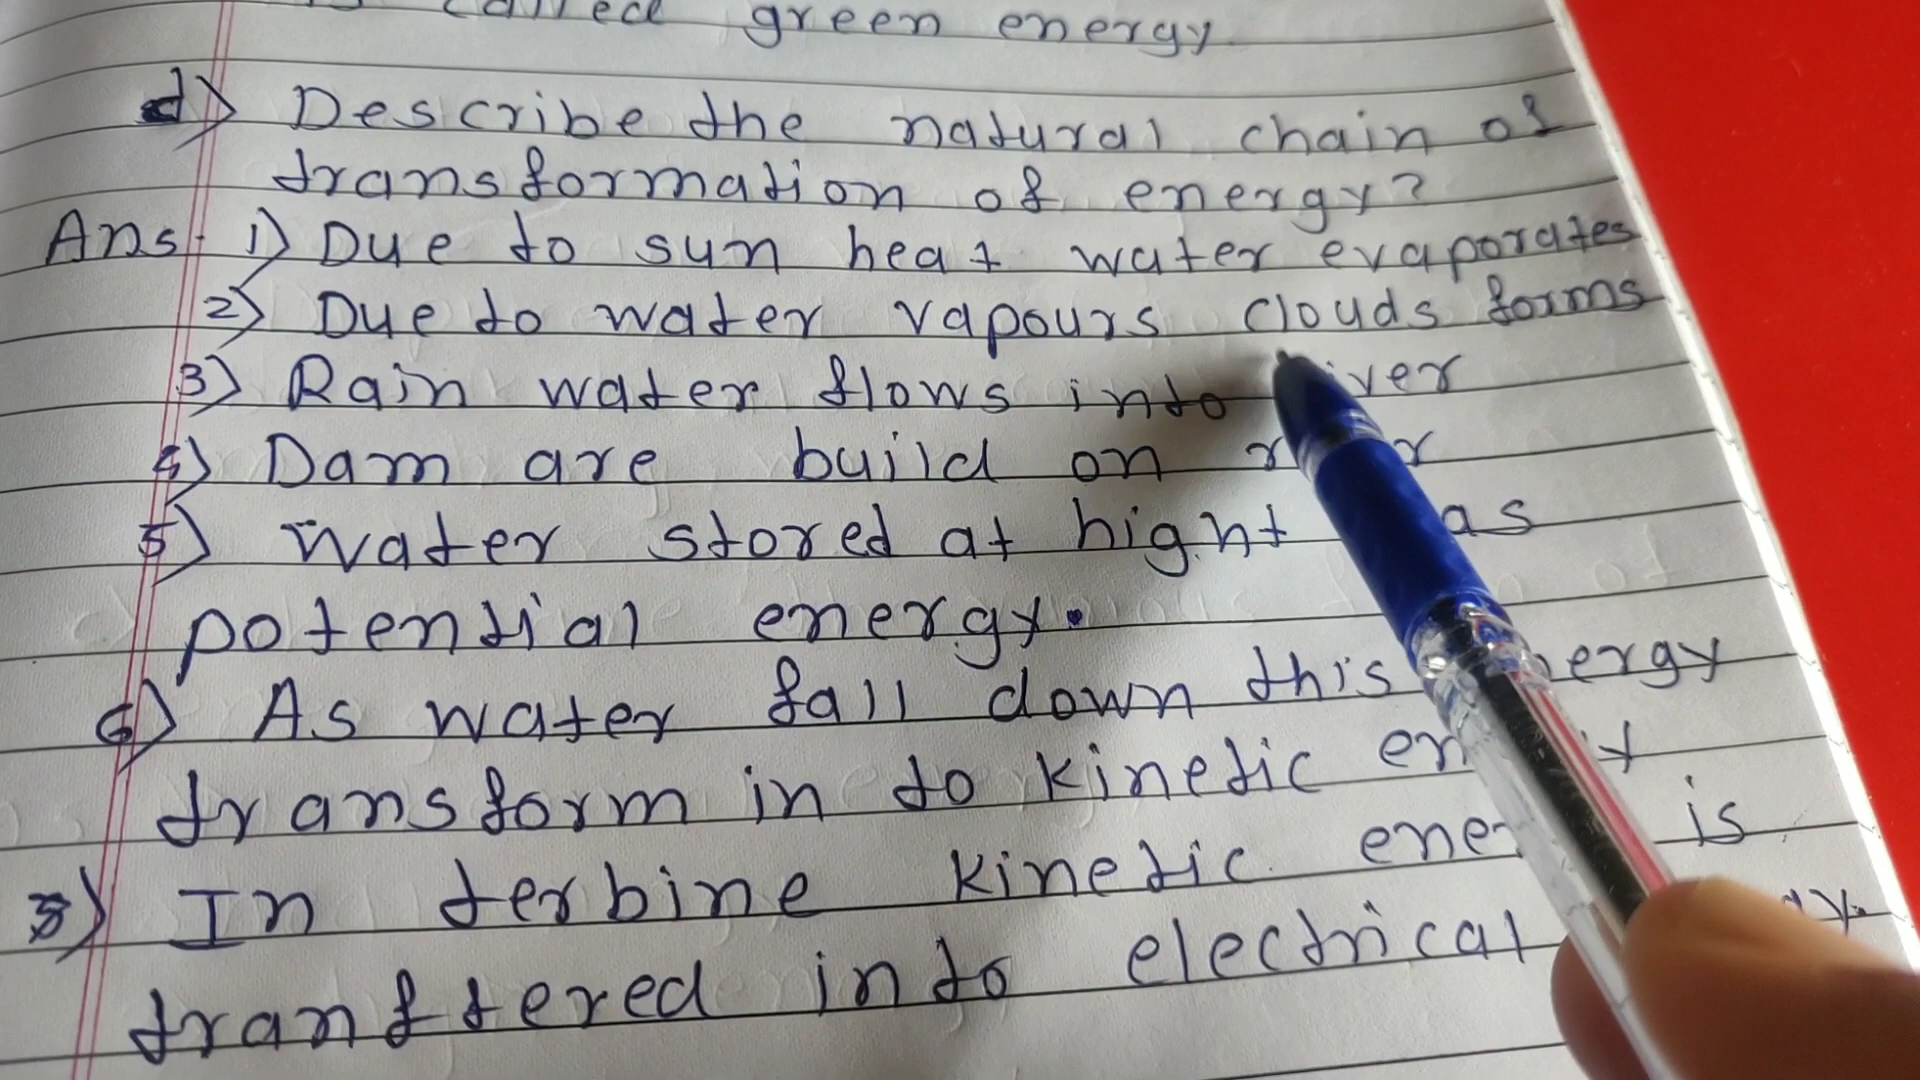 called green energy
d) Describe the natural chain of
transformation of energy?
Ans. 1) Due to sun heat water evaporates
2) Due to water vapours clouds forms
3) Rain water flows into
4) Dam are build on
5) Water stored at hight as
potential energy.
6) As water fall down this
transform in to kinetic
In terbine kinetic is
tranftered into electrical